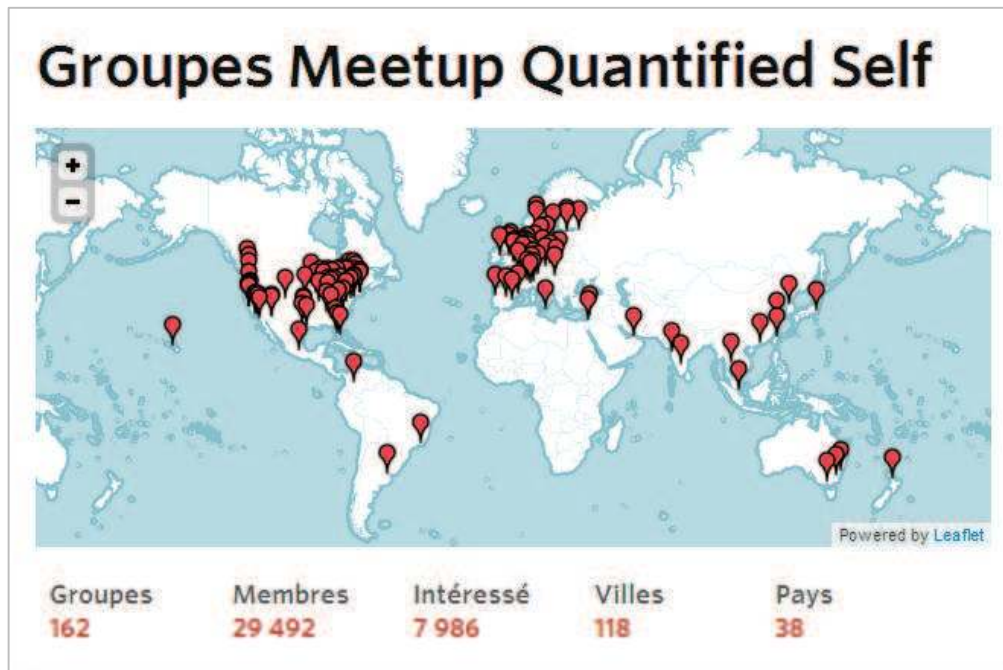 Groupes Meetup Quantified Self
+
−
Powered by Leaflet
Groupes Membres Intéressé Villes Pays
162 29 492 7 986 118 38